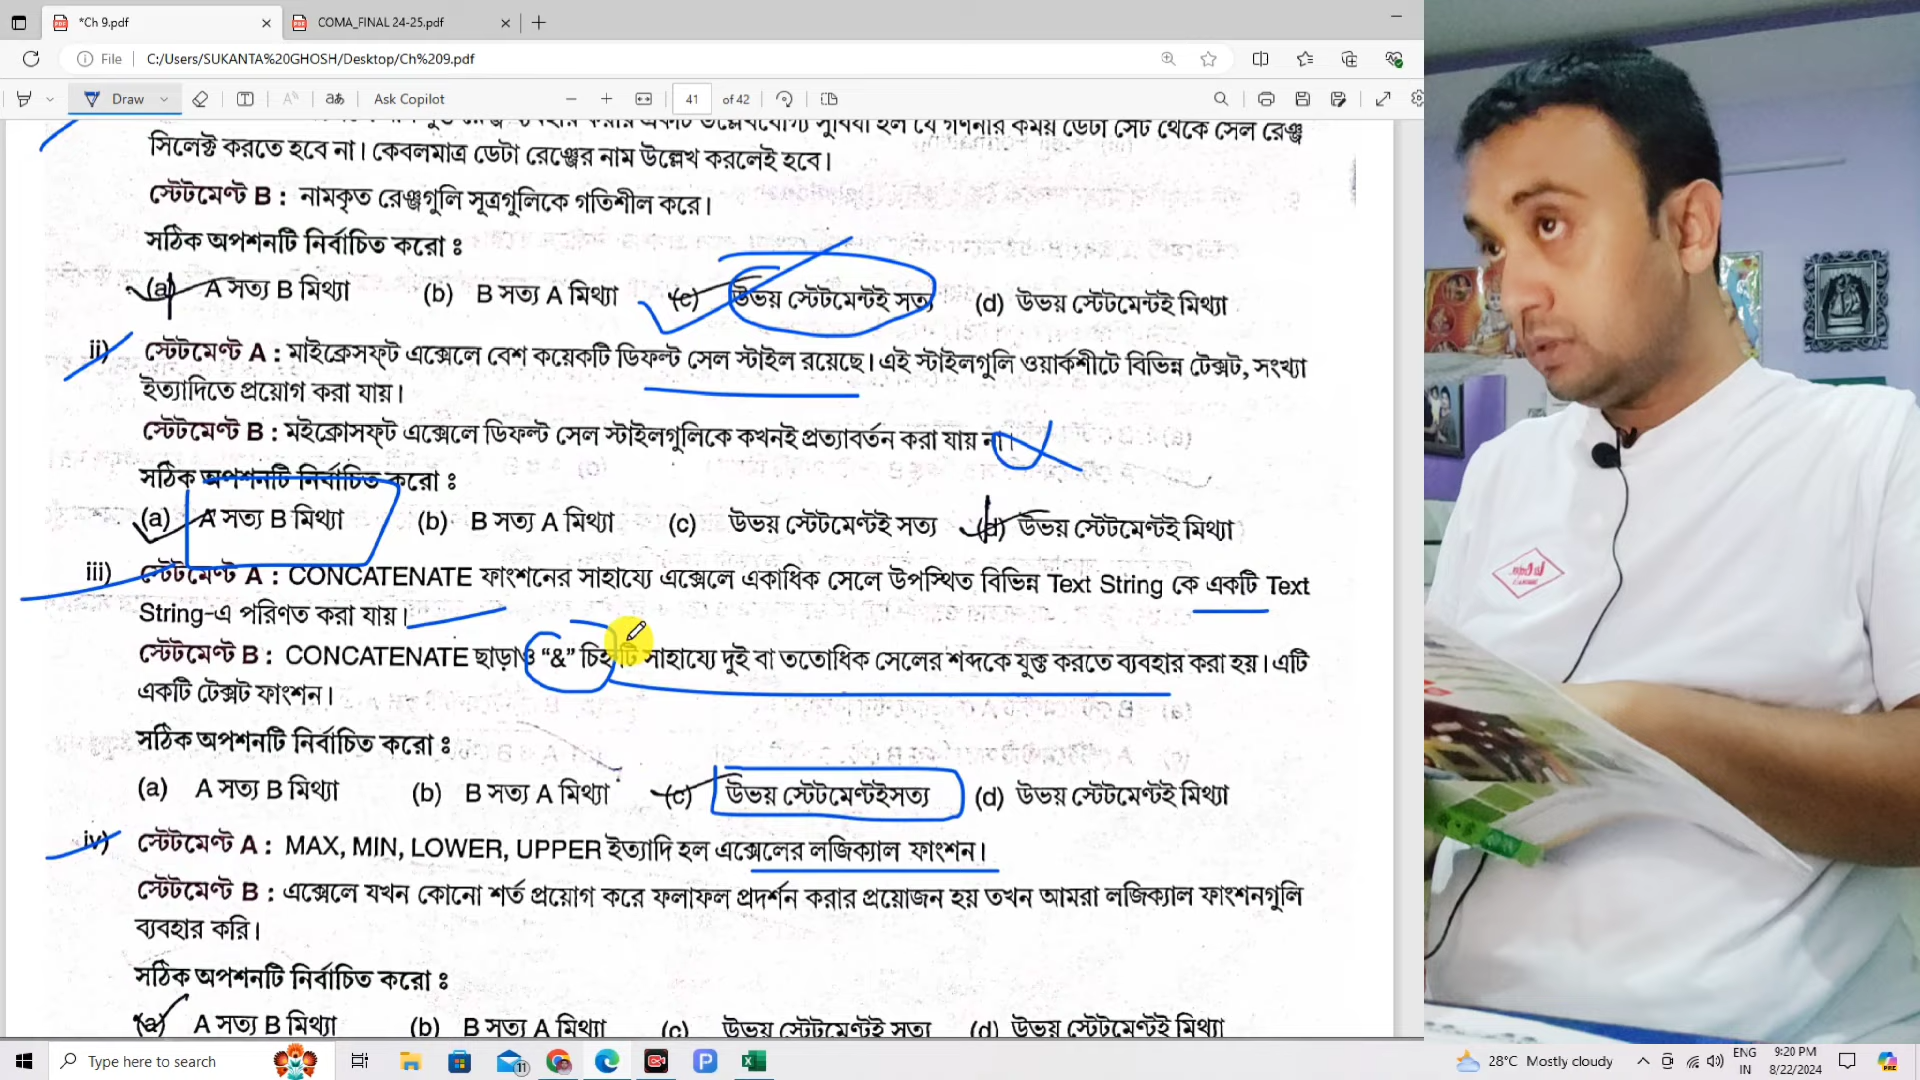 *Ch 9.pdf
COMA_FINAL 24-25.pdf
File C:/Users/SUKANTA%20GHOSH/Desktop/Ch%209.pdf
Draw Ask Copilot 41 of 42
সিলেক্ট করতে হবে না। কেবলমাত্র ডেটা রেঞ্জের নাম উল্লেখ করলেই হবে।
স্টেটমেন্ট B : নামকৃত রেঞ্জগুলি সূত্রগুলিকে গতিশীল করে।
সঠিক অপশনটি নির্বাচিত করো ঃ
(a) A সত্য B মিথ্যা (b) B সত্য A মিথ্যা (c) উভয় স্টেটমেন্টই সত্য (d) উভয় স্টেটমেন্টই মিথ্যা
ii) স্টেটমেন্ট A : মাইক্রেসফ্ট এক্সেলে বেশ কয়েকটি ডিফল্ট সেল স্টাইল রয়েছে। এই স্টাইলগুলি ওয়ার্কশীটে বিভিন্ন টেক্সট, সংখ্যা
ইত্যাদিতে প্রয়োগ করা যায়।
স্টেটমেন্ট B : মইক্রোসফ্ট এক্সেলে ডিফল্ট সেল স্টাইলগুলিকে কখনই প্রত্যাবর্তন করা যায় না।
সঠিক অপশনটি নির্বাচিত করো ঃ
(a) A সত্য B মিথ্যা (b) B সত্য A মিথ্যা (c) উভয় স্টেটমেন্টই সত্য (d) উভয় স্টেটমেন্টই মিথ্যা
iii) স্টেটমেন্ট A : CONCATENATE ফাংশনের সাহায্যে এক্সেলে একাধিক সেলে উপস্থিত বিভিন্ন Text String কে একটি Text
String-এ পরিণত করা যায়।
স্টেটমেন্ট B : CONCATENATE ছাড়াও “&” চিহ্নটি সাহায্যে দুই বা ততোধিক সেলের শব্দকে যুক্ত করতে ব্যবহার করা হয়। এটি
একটি টেক্সট ফাংশন।
সঠিক অপশনটি নির্বাচিত করো ঃ
(a) A সত্য B মিথ্যা (b) B সত্য A মিথ্যা (c) উভয় স্টেটমেন্টইসত্য (d) উভয় স্টেটমেন্টই মিথ্যা
iv) স্টেটমেন্ট A : MAX, MIN, LOWER, UPPER ইত্যাদি হল এক্সেলের লজিক্যাল ফাংশন।
স্টেটমেন্ট B : এক্সেলে যখন কোনো শর্ত প্রয়োগ করে ফলাফল প্রদর্শন করার প্রয়োজন হয় তখন আমরা লজিক্যাল ফাংশনগুলি
ব্যবহার করি।
সঠিক অপশনটি নির্বাচিত করো ঃ
(a) A সত্য B মিথ্যা (b) B সত্য A মিথ্যা (c) উভয় স্টেটমেন্টই সত্য (d) উভয় স্টেটমেন্টই মিথ্যা
Type here to search
11
28°C Mostly cloudy
ENG
IN
9:20 PM
8/22/2024